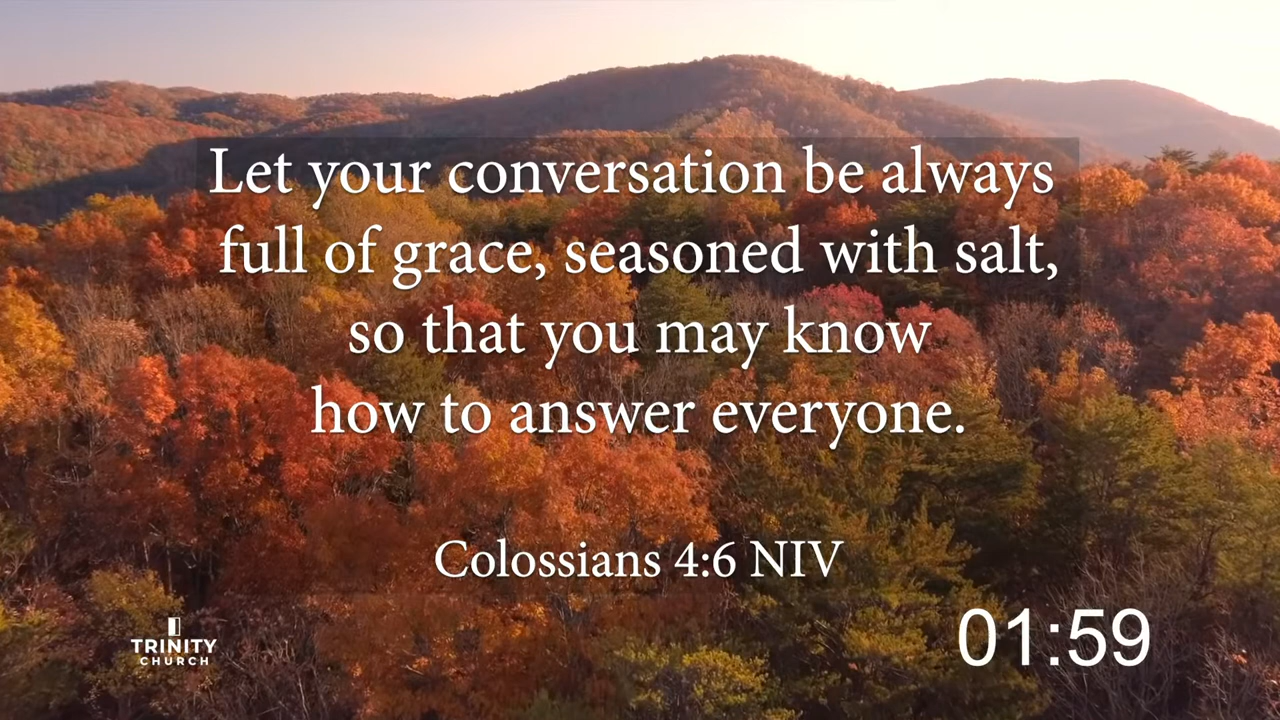 Let your conversation be always
full of grace, seasoned with salt,
so that you may know
how to answer everyone.
Colossians 4:6 NIV
TRINITY
CHURCH
01:59